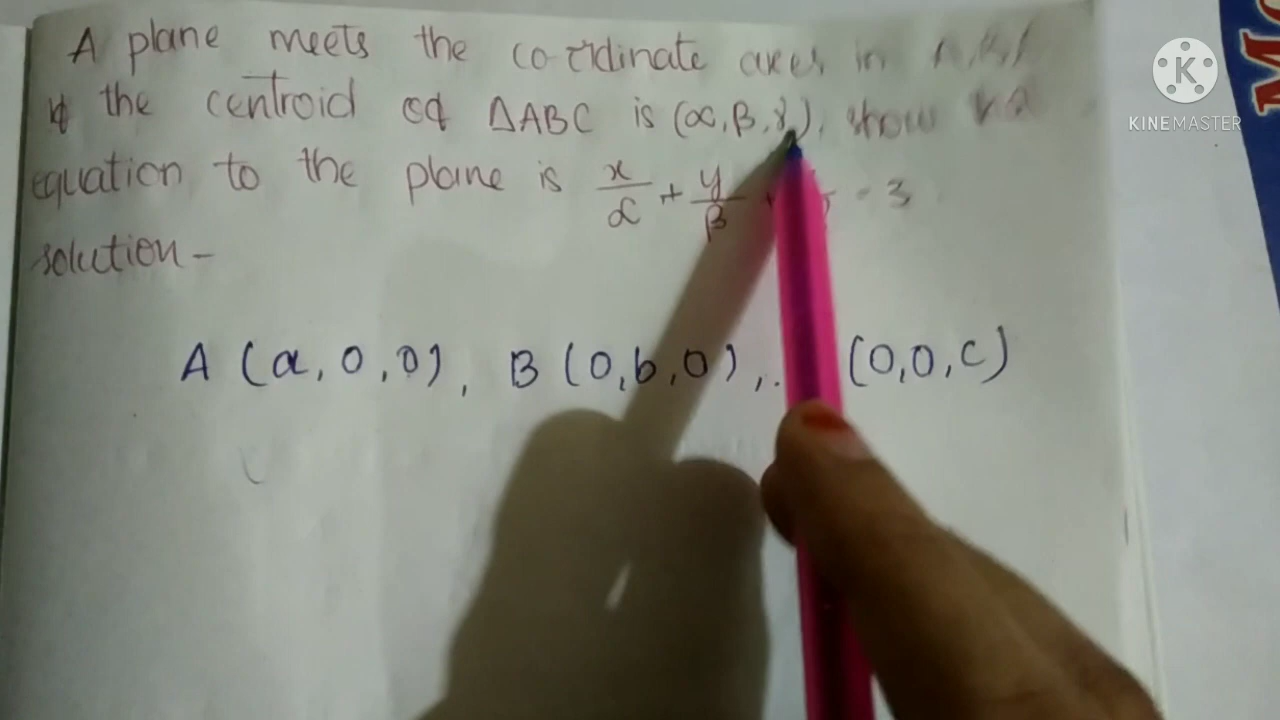 A plane meets the co-ordinate axes in
the centroid of ΔABC is (α, β, γ), show
equation to the plane is x/α + y/β + - 3
solution -
A (a, 0, 0), B (0, b, 0), (0, 0, c)
KINEMASTER